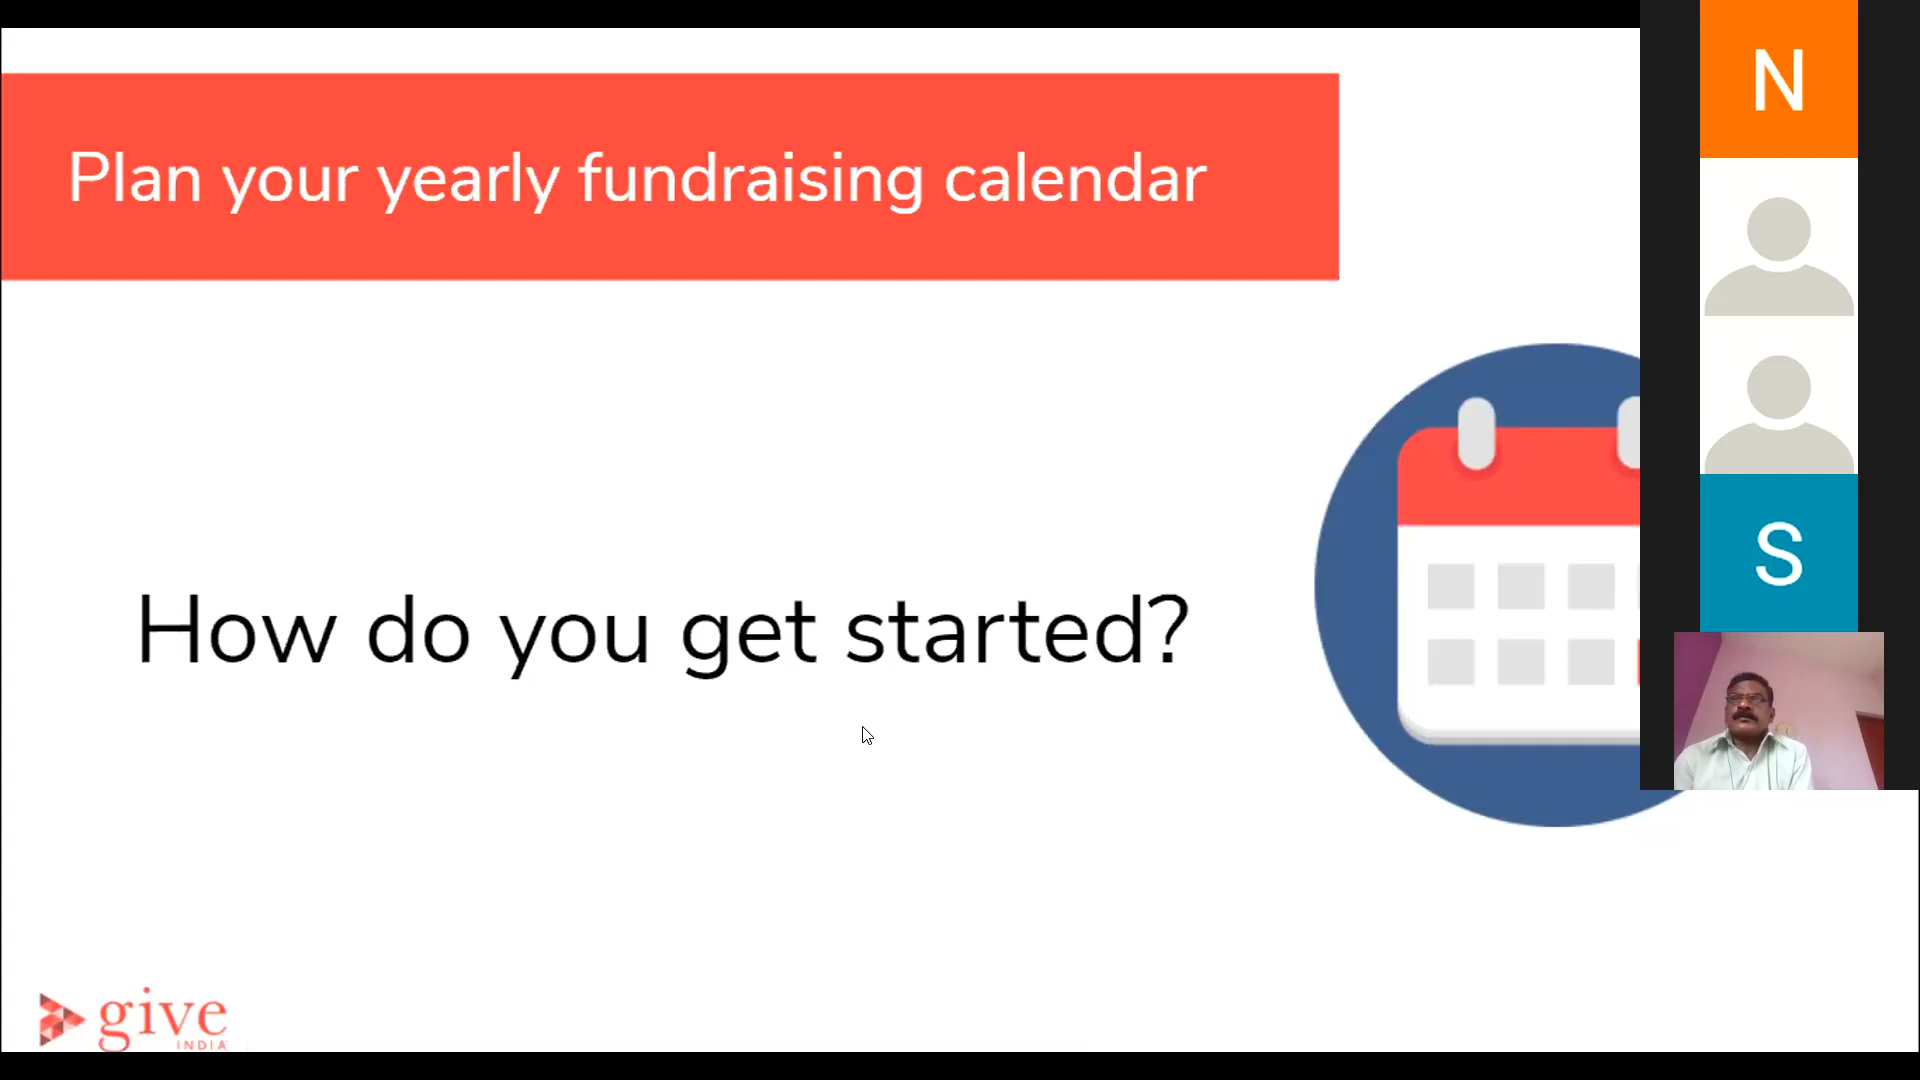 Plan your yearly fundraising calendar
N
How do you get started?
S
give
INDIA